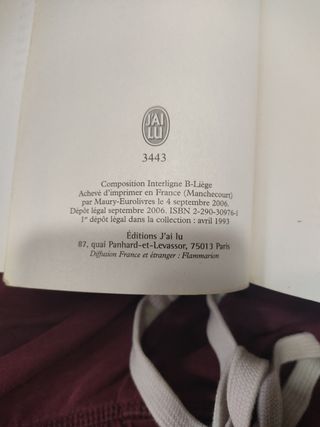 J'AI
LU
3443
Composition Interligne B-Liège
Achevé d'imprimer en France (Manchecourt)
par Maury-Eurolivres le 4 septembre 2006.
Dépôt légal septembre 2006. ISBN 2-290-30976-1
1er dépôt légal dans la collection : avril 1993
Éditions J'ai lu
87, quai Panhard-et-Levassor, 75013 Paris
Diffusion France et étranger : Flammarion